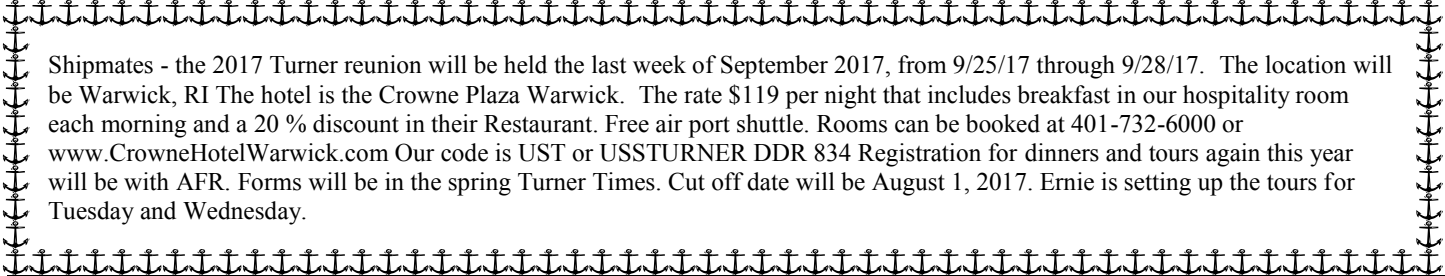 Shipmates - the 2017 Turner reunion will be held the last week of September 2017, from 9/25/17 through 9/28/17.  The location will
be Warwick, RI The hotel is the Crowne Plaza Warwick.  The rate $119 per night that includes breakfast in our hospitality room
each morning and a 20 % discount in their Restaurant. Free air port shuttle. Rooms can be booked at 401-732-6000 or
www.CrowneHotelWarwick.com Our code is UST or USSTURNER DDR 834 Registration for dinners and tours again this year
will be with AFR. Forms will be in the spring Turner Times. Cut off date will be August 1, 2017. Ernie is setting up the tours for
Tuesday and Wednesday.